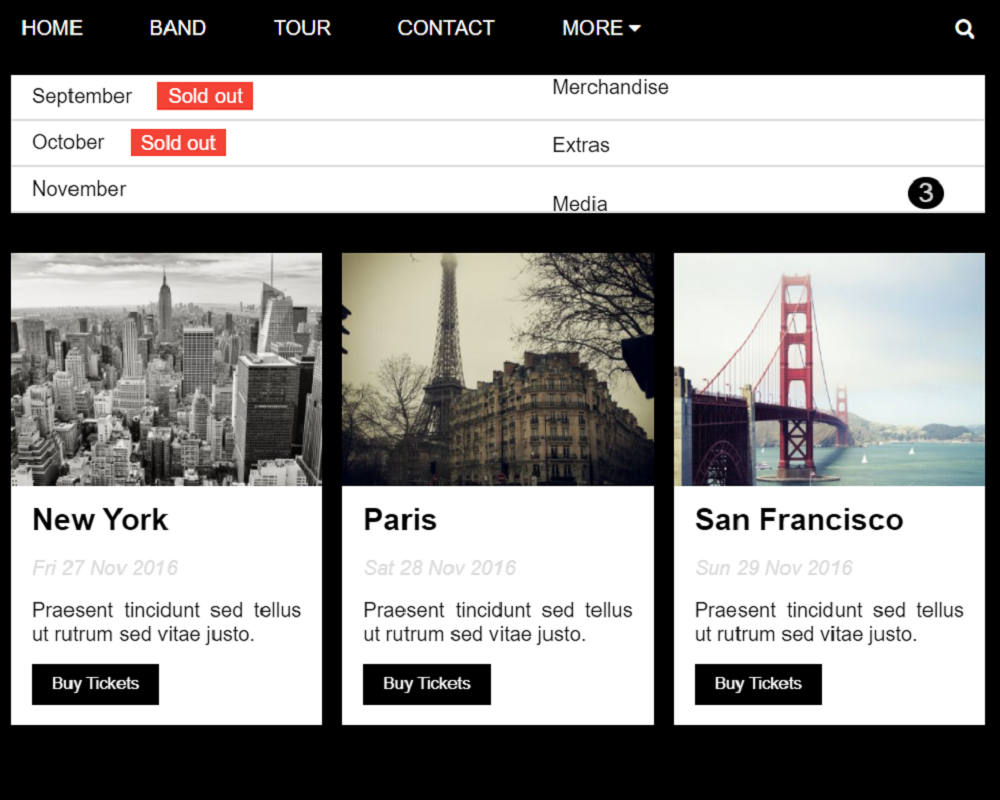 HOME BAND TOUR CONTACT MORE
September Sold out Merchandise
October Sold out Extras
November Media 3
New York
Fri 27 Nov 2016
Praesent tincidunt sed tellus
ut rutrum sed vitae justo.
Buy Tickets
Paris
Sat 28 Nov 2016
Praesent tincidunt sed tellus
ut rutrum sed vitae justo.
Buy Tickets
San Francisco
Sun 29 Nov 2016
Praesent tincidunt sed tellus
ut rutrum sed vitae justo.
Buy Tickets